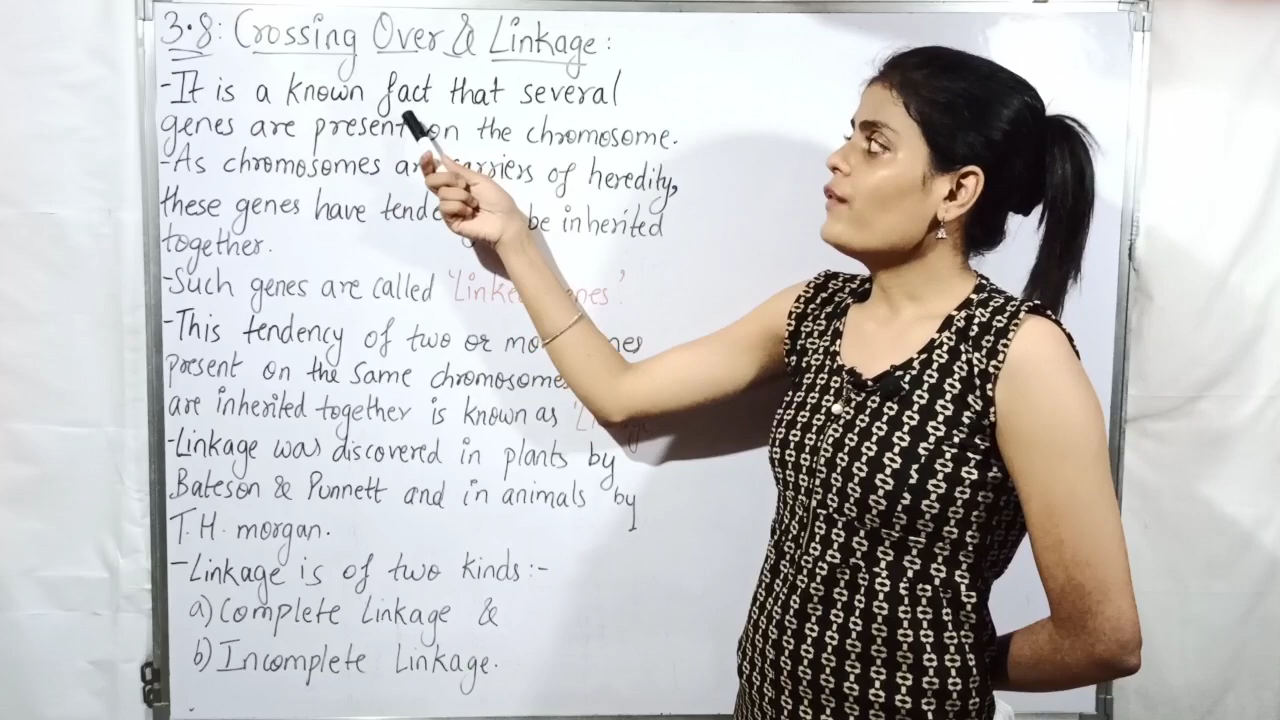 3.8: Crossing Over & Linkage:
-It is a known fact that several
genes are present on the chromosome.
-As chromosomes are carriers of heredity,
these genes have tendency to be inherited
together.
-Such genes are called 'Linked genes'.
-This tendency of two or more genes
present on the same chromosomes
are inherited together is known as 'Linkage'
-Linkage was discovered in plants by
Bateson & Punnett and in animals by
T.H. morgan.
-Linkage is of two kinds:-
a) Complete Linkage &
b) Incomplete Linkage.